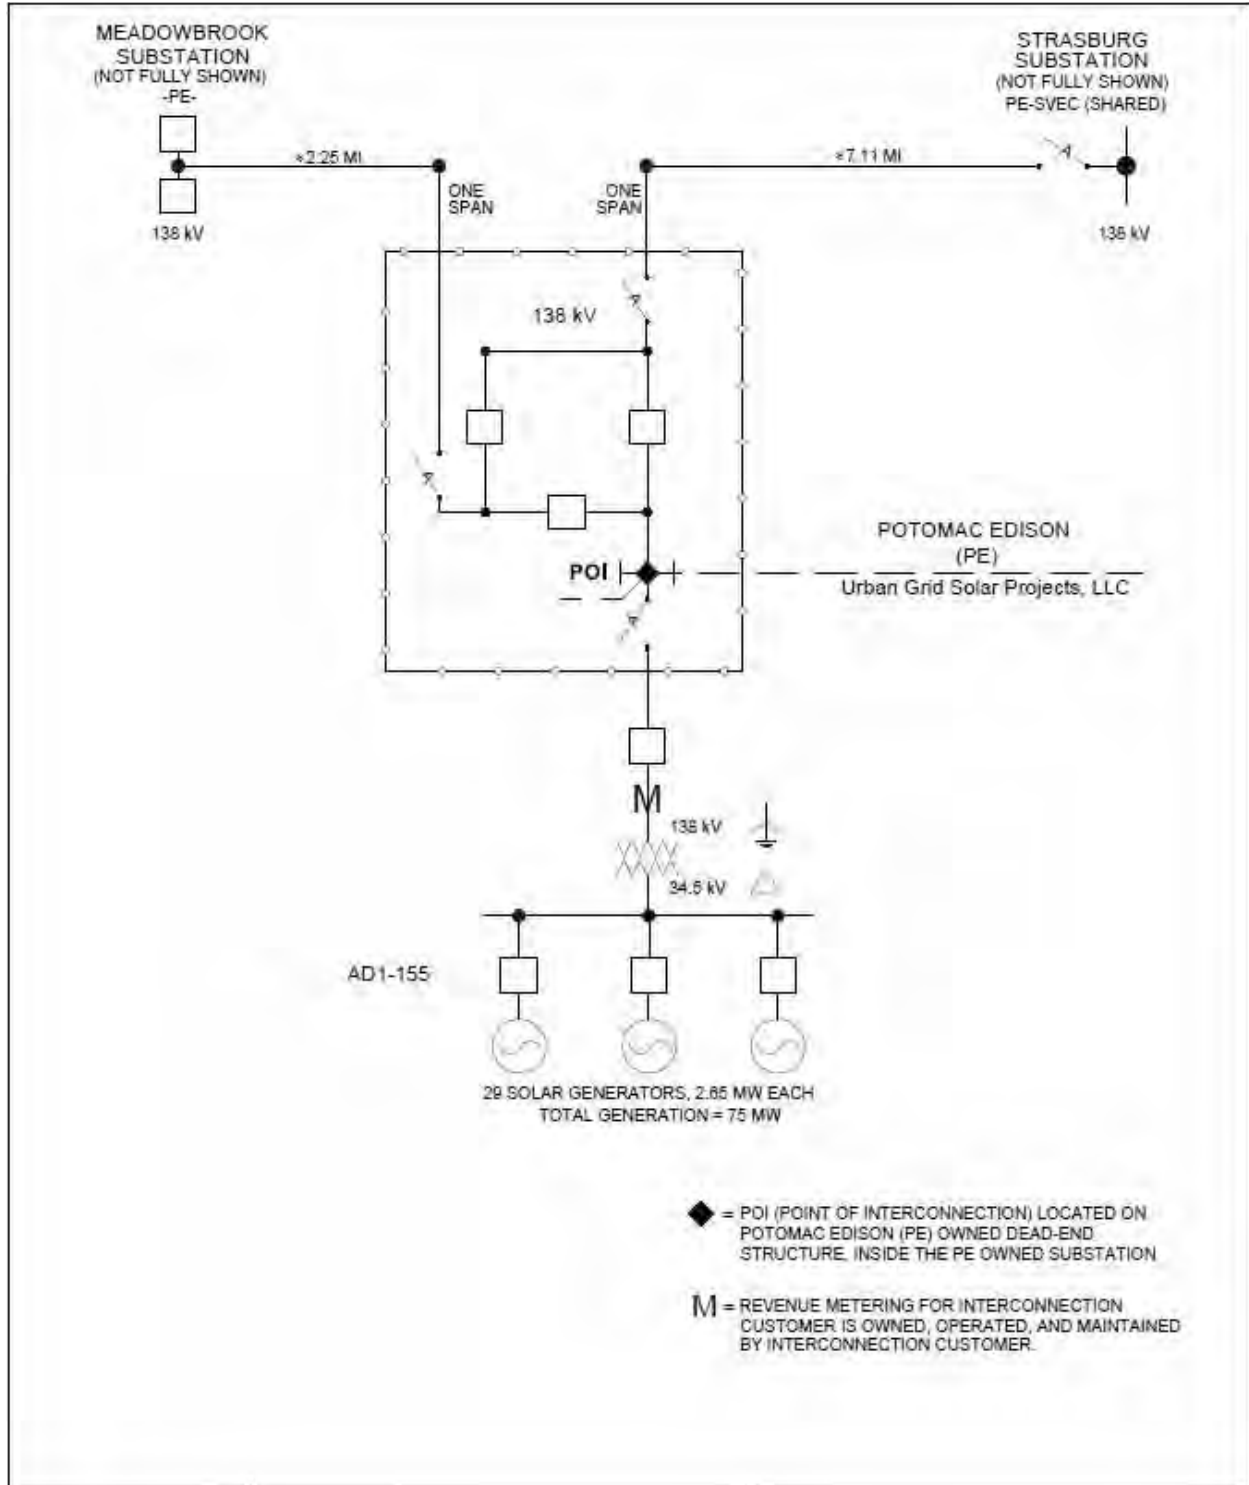 MEADOWBROOK
SUBSTATION
(NOT FULLY SHOWN)
-PE-
138 kV
STRASBURG
SUBSTATION
(NOT FULLY SHOWN)
PE-SVEC (SHARED)
138 kV
≈2.25 MI
≈7.11 MI
ONE
SPAN
ONE
SPAN
138 kV
POI
POTOMAC EDISON
(PE)
Urban Grid Solar Projects, LLC
M
138 kV
34.5 kV
AD1-155
29 SOLAR GENERATORS, 2.65 MW EACH
TOTAL GENERATION = 75 MW
= POI (POINT OF INTERCONNECTION) LOCATED ON
POTOMAC EDISON (PE) OWNED DEAD-END
STRUCTURE, INSIDE THE PE OWNED SUBSTATION
M = REVENUE METERING FOR INTERCONNECTION
CUSTOMER IS OWNED, OPERATED, AND MAINTAINED
BY INTERCONNECTION CUSTOMER.